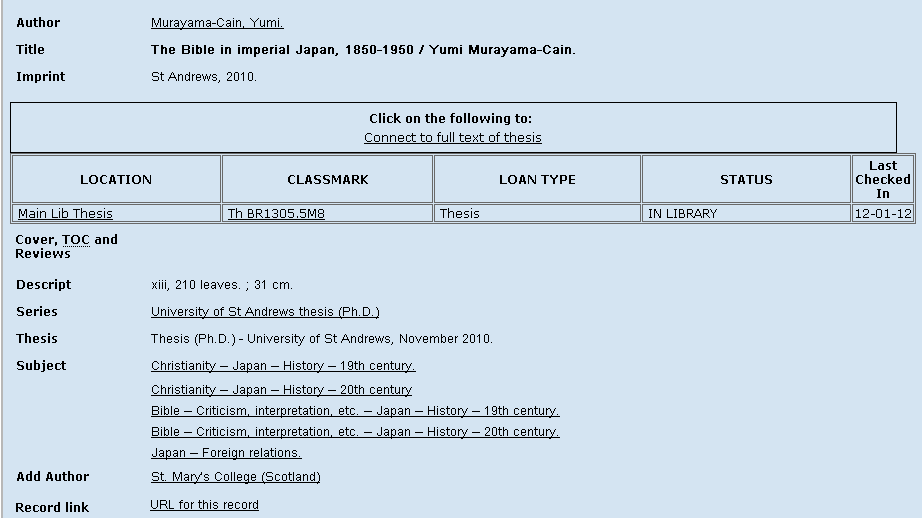 Author Murayama-Cain, Yumi.
Title The Bible in imperial Japan, 1850-1950 / Yumi Murayama-Cain.
Imprint St Andrews, 2010.
Click on the following to:
Connect to full text of thesis
LOCATION CLASSMARK LOAN TYPE STATUS Last Checked In
Main Lib Thesis Th BR1305.5M8 Thesis IN LIBRARY 12-01-12
Cover, TOC and
Reviews
Descript xiii, 210 leaves. ; 31 cm.
Series University of St Andrews thesis (Ph.D.)
Thesis Thesis (Ph.D.) - University of St Andrews, November 2010.
Subject Christianity -- Japan -- History -- 19th century.
Christianity -- Japan -- History -- 20th century
Bible -- Criticism, interpretation, etc. -- Japan -- History -- 19th century.
Bible -- Criticism, interpretation, etc. -- Japan -- History -- 20th century.
Japan -- Foreign relations.
Add Author St. Mary's College (Scotland)
Record link URL for this record